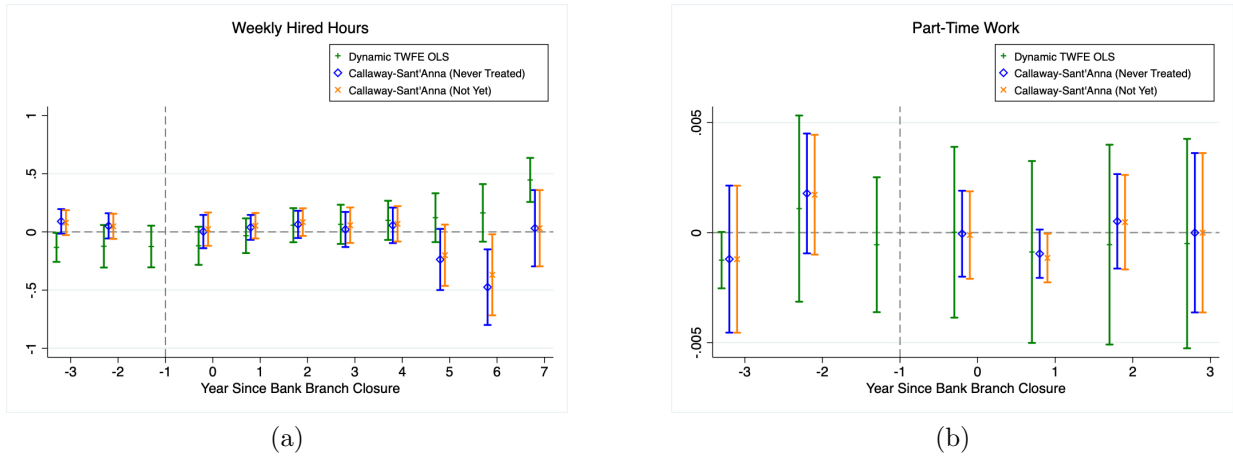 Weekly Hired Hours
Dynamic TWFE OLS
Callaway-Sant'Anna (Never Treated)
Callaway-Sant'Anna (Not Yet)
1
.5
0
-.5
-1
-3 -2 -1 0 1 2 3 4 5 6 7
Year Since Bank Branch Closure
(a)
Part-Time Work
Dynamic TWFE OLS
Callaway-Sant'Anna (Never Treated)
Callaway-Sant'Anna (Not Yet)
.005
0
-.005
-3 -2 -1 0 1 2 3
Year Since Bank Branch Closure
(b)